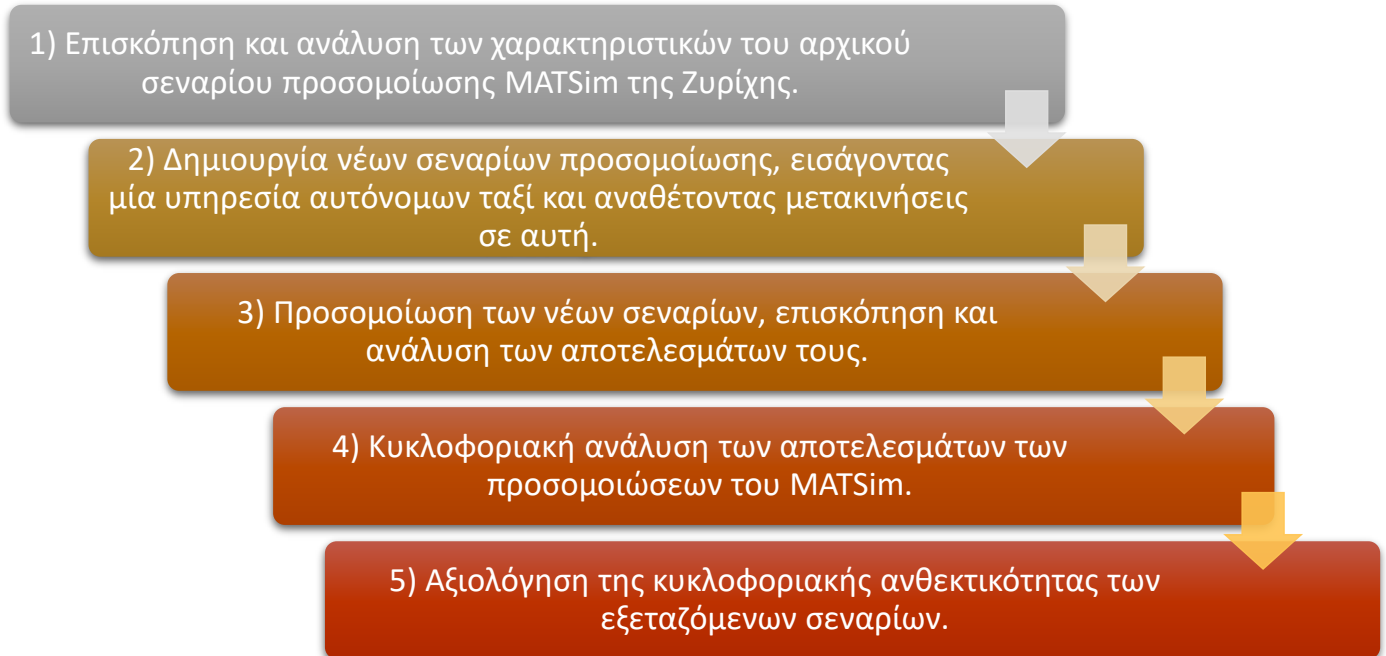 1) Επισκόπηση και ανάλυση των χαρακτηριστικών του αρχικού
σεναρίου προσομοίωσης MATSim της Ζυρίχης.
2) Δημιουργία νέων σεναρίων προσομοίωσης, εισάγοντας
μία υπηρεσία αυτόνομων ταξί και αναθέτοντας μετακινήσεις
σε αυτή.
3) Προσομοίωση των νέων σεναρίων, επισκόπηση και
ανάλυση των αποτελεσμάτων τους.
4) Κυκλοφοριακή ανάλυση των αποτελεσμάτων των
προσομοιώσεων του MATSim.
5) Αξιολόγηση της κυκλοφοριακής ανθεκτικότητας των
εξεταζόμενων σεναρίων.